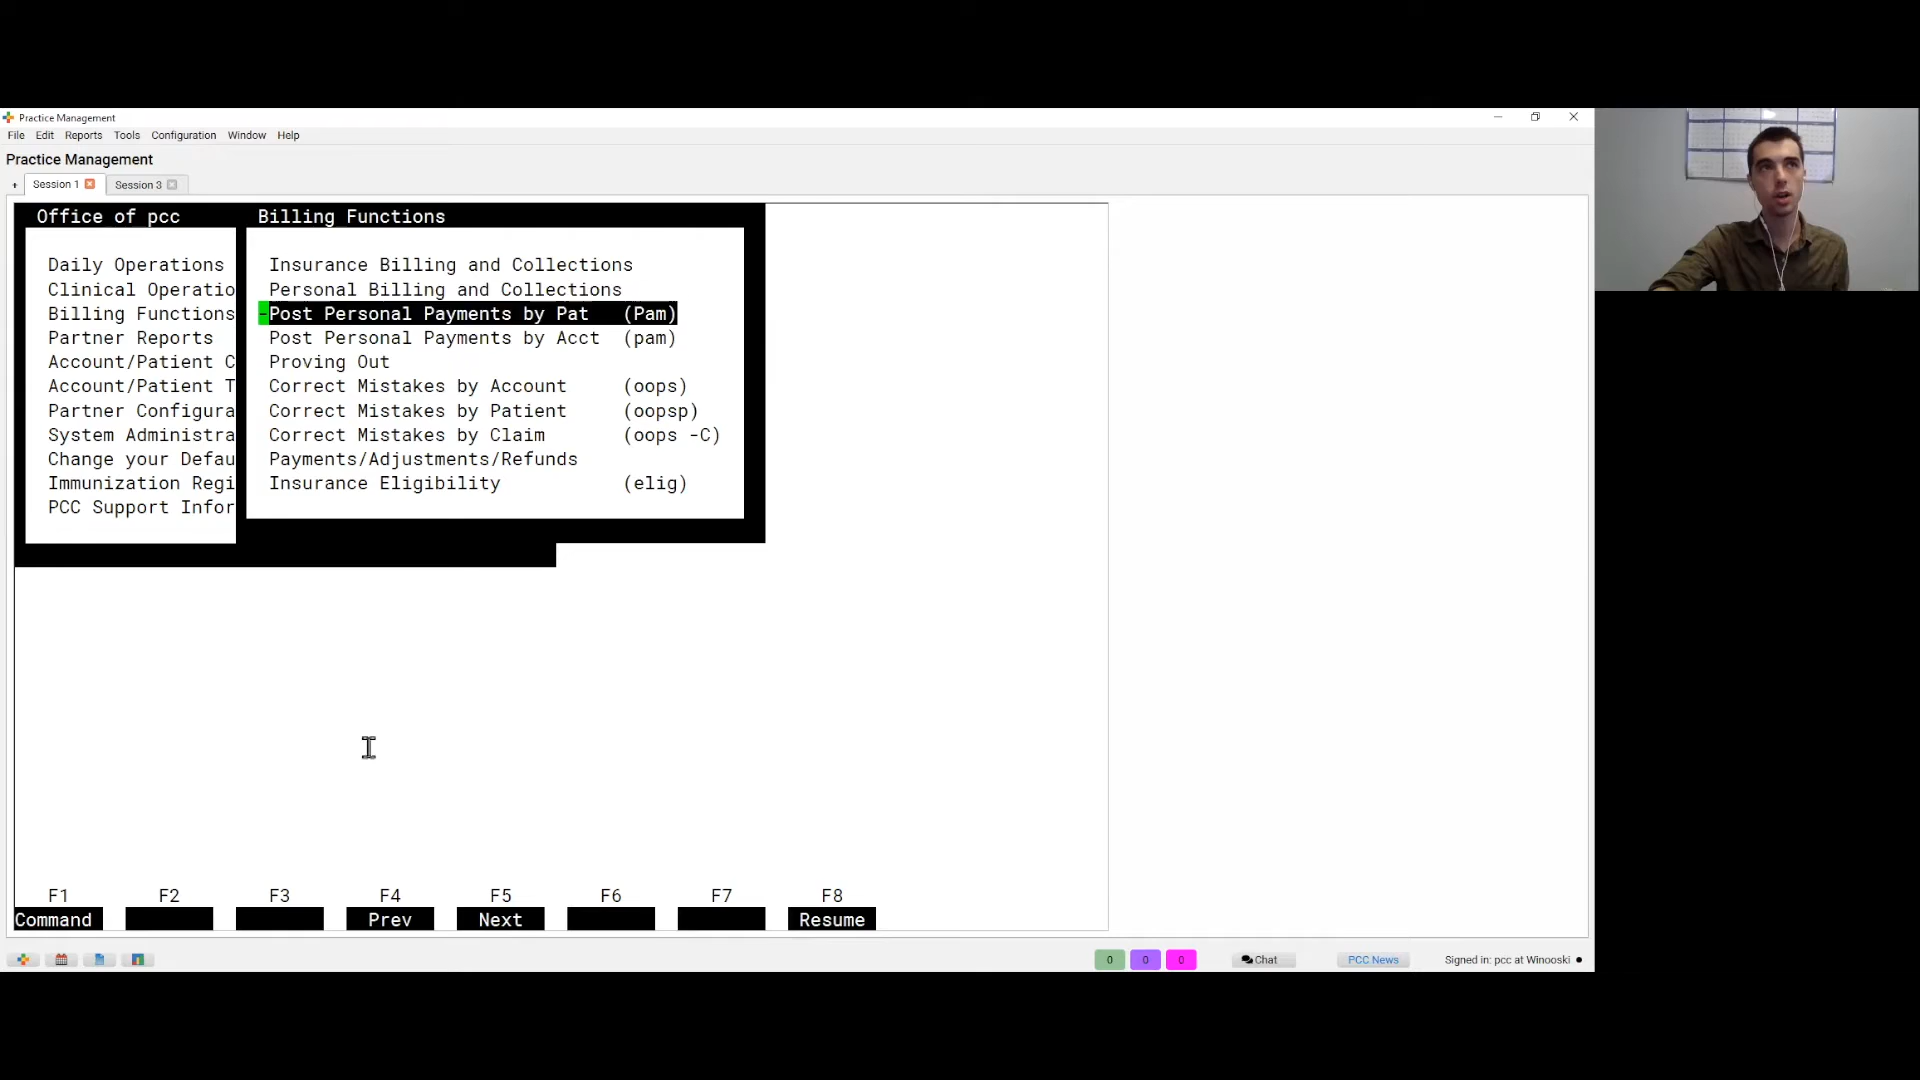 Practice Management
File Edit Reports Tools Configuration Window Help
Practice Management
+ Session 1 Session 3
Office of pcc
Daily Operations
Clinical Operatio
Billing Functions
Partner Reports
Account/Patient C
Account/Patient T
Partner Configura
System Administra
Change your Defau
Immunization Regi
PCC Support Infor
Billing Functions
Insurance Billing and Collections
Personal Billing and Collections
-Post Personal Payments by Pat (Pam)
Post Personal Payments by Acct (pam)
Proving Out
Correct Mistakes by Account (oops)
Correct Mistakes by Patient (oopsp)
Correct Mistakes by Claim (oops -C)
Payments/Adjustments/Refunds
Insurance Eligibility (elig)
F1 F2 F3 F4 F5 F6 F7 F8
Command Prev Next Resume
0 0 0 Chat PCC News Signed in: pcc at Winooski